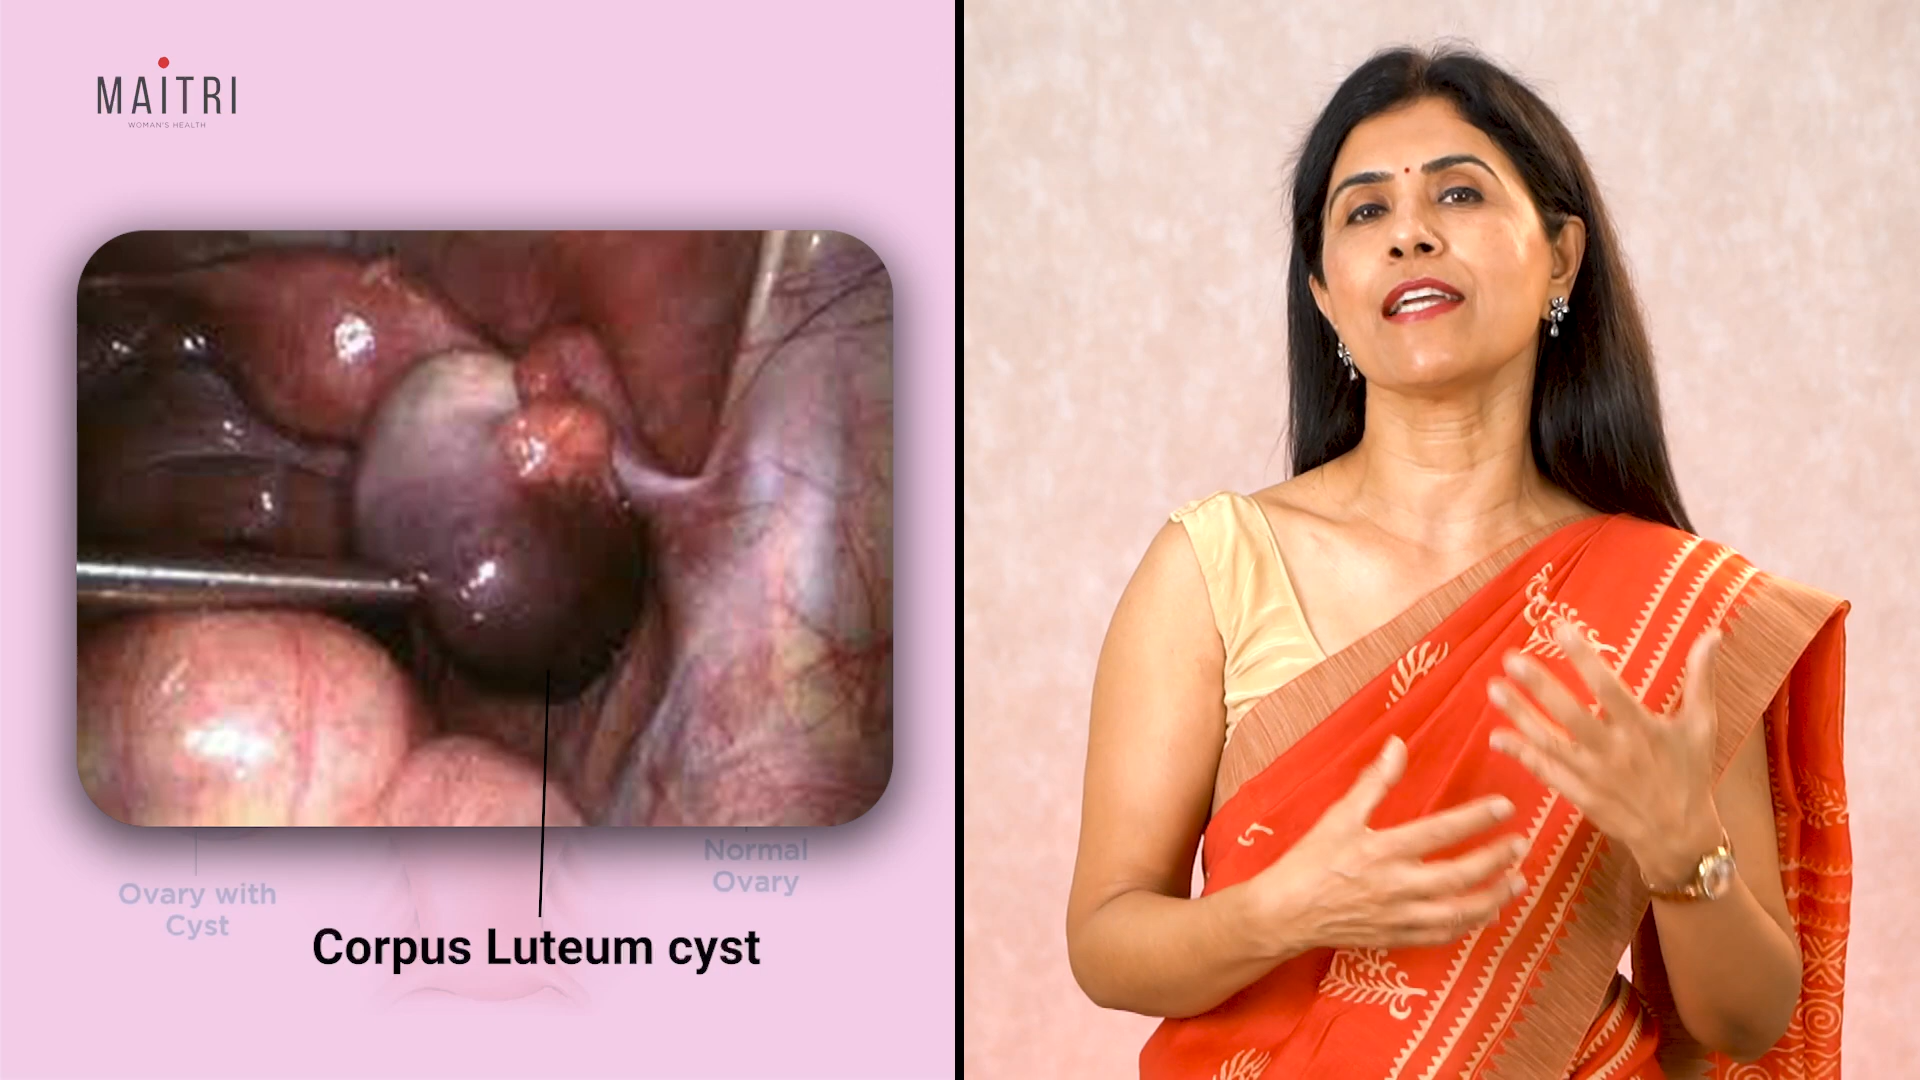 MAITRI
WOMAN'S HEALTH
Normal
Ovary
Ovary with
Cyst
Corpus Luteum cyst